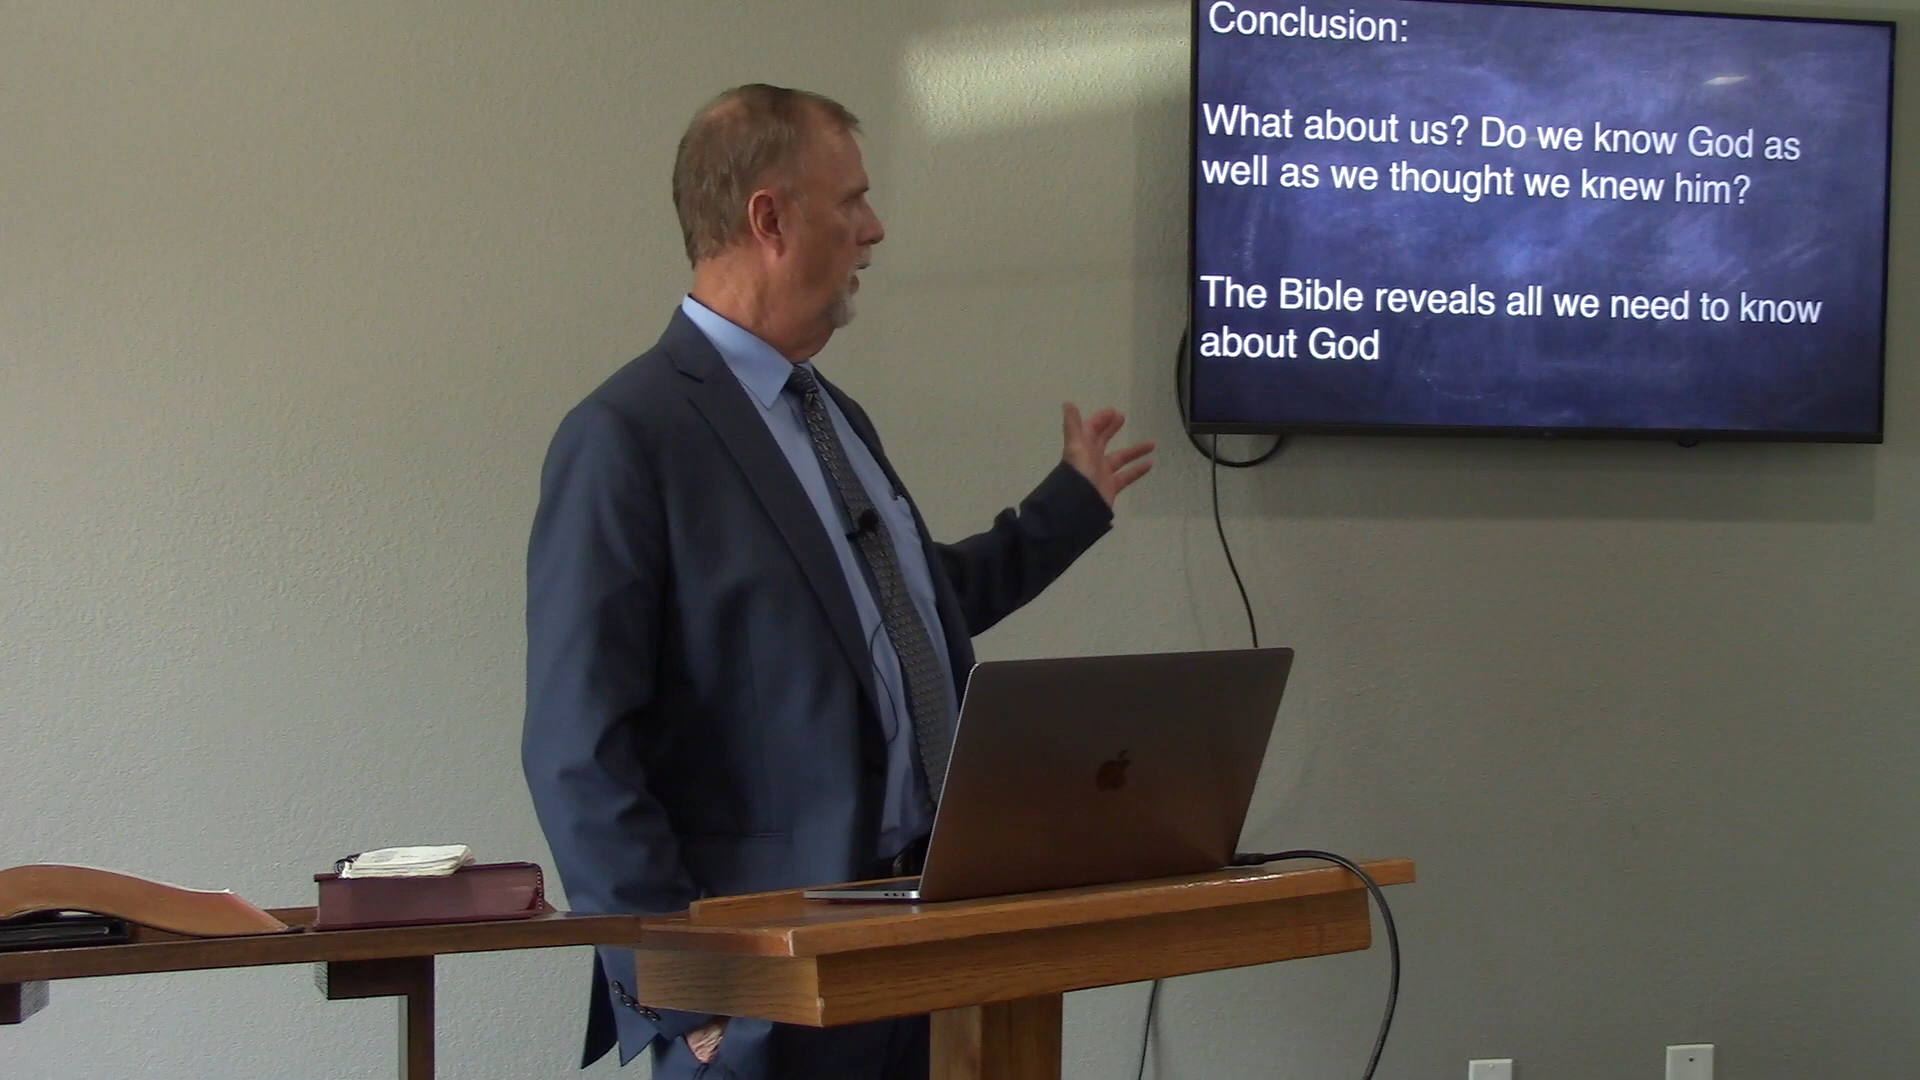 Conclusion:
What about us? Do we know God as
well as we thought we knew him?
The Bible reveals all we need to know
about God